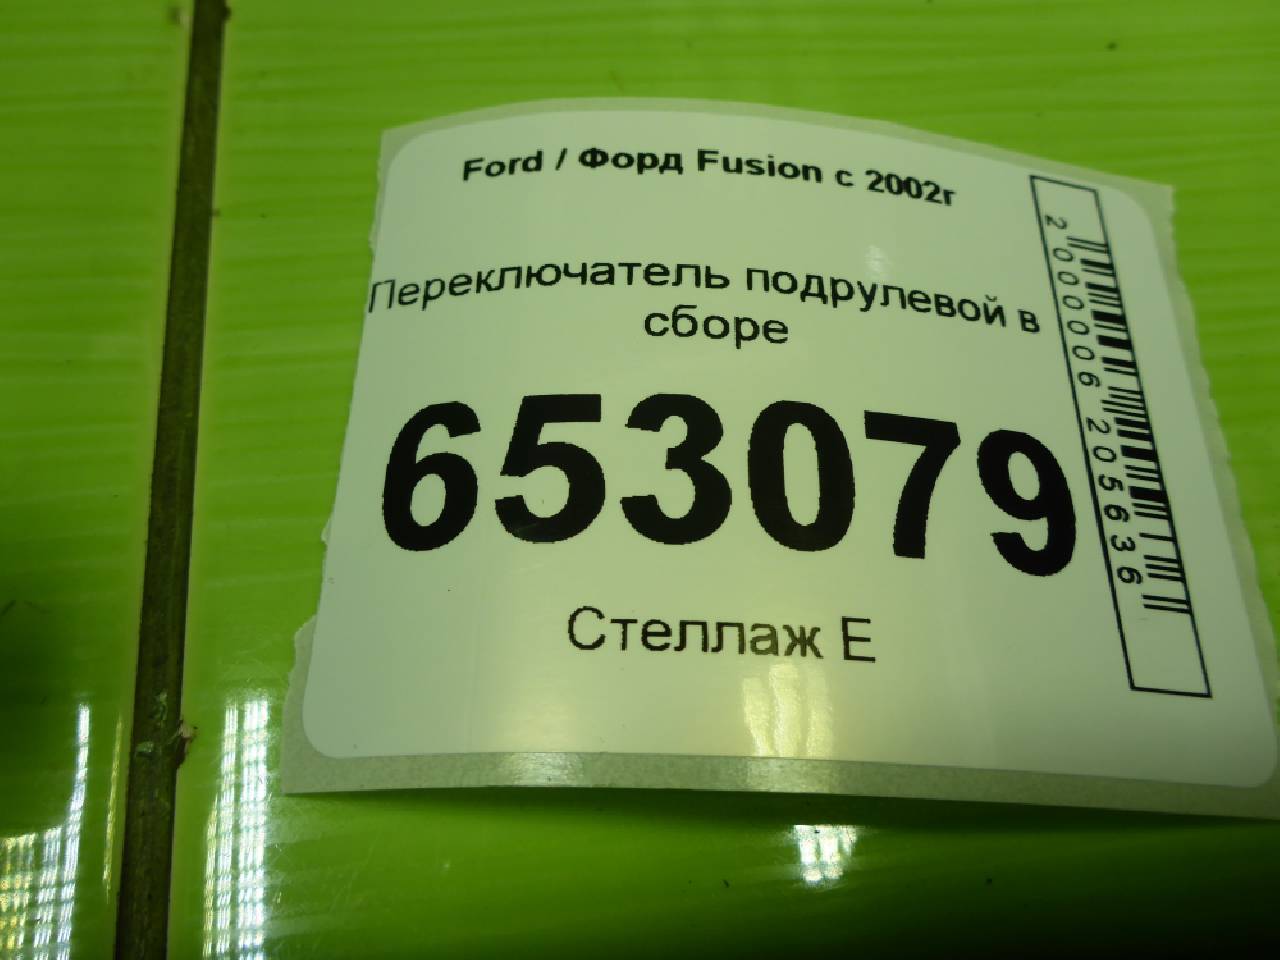 Ford / Форд Fusion с 2002г
Переключатель подрулевой в
сборе
653079
Стеллаж Е
2000006205636